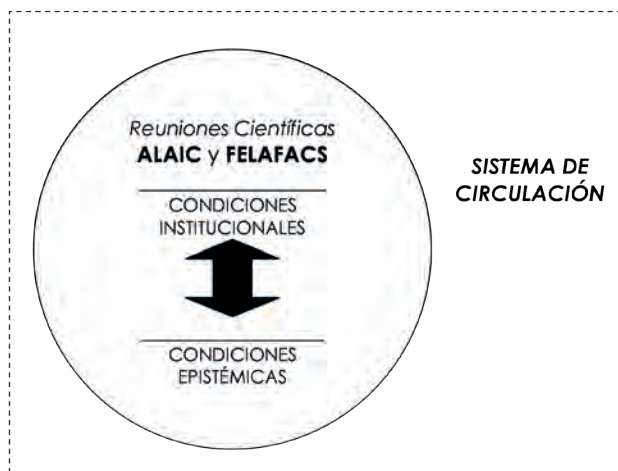 Reuniones Científicas
ALAIC y FELAFACS
CONDICIONES
INSTITUCIONALES
CONDICIONES
EPISTÉMICAS
SISTEMA DE
CIRCULACIÓN